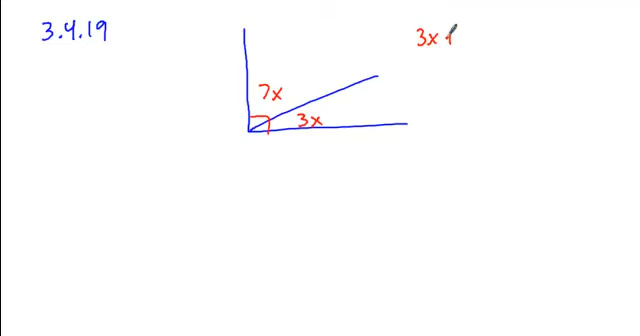 3.4.19
3x +
7x
3x